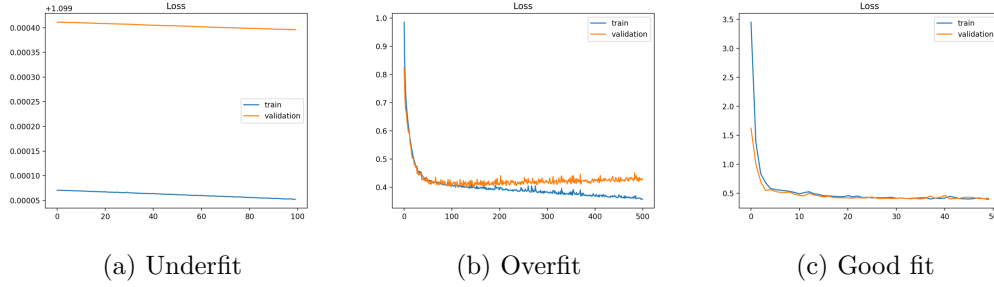 Loss
+1.099
0.00040
0.00035
0.00030
0.00025
0.00020
0.00015
0.00010
0.00005
0 20 40 60 80 100
train
validation
(a) Underfit
Loss
1.0
0.9
0.8
0.7
0.6
0.5
0.4
0 100 200 300 400 500
train
validation
(b) Overfit
Loss
3.5
3.0
2.5
2.0
1.5
1.0
0.5
0 10 20 30 40 50
train
validation
(c) Good fit